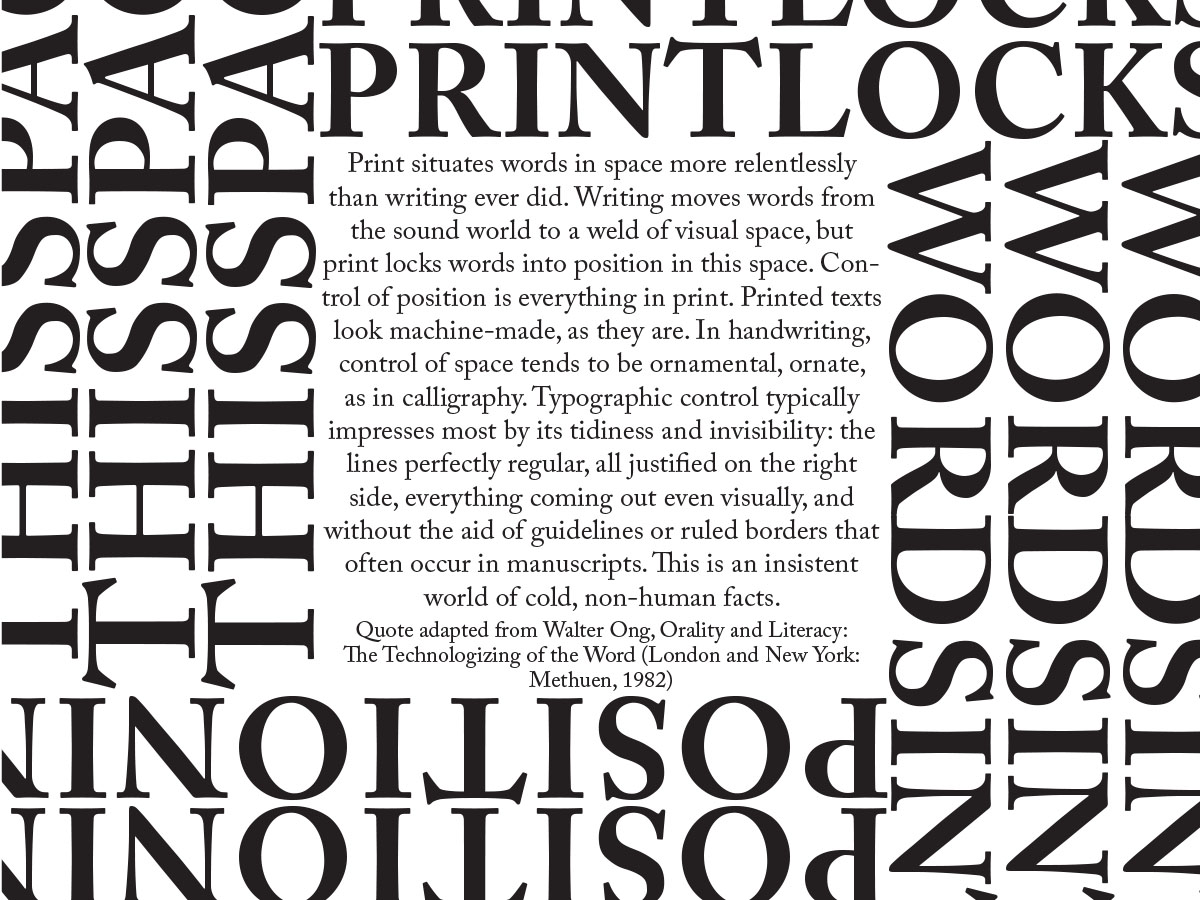 PRINTLOCKS
PRINTLOCKS
WORDSIN
WORDSIN
WORDSIN
POSITIONIN
POSITIONIN
THISSPA
THISSPA
THISSPA
Print situates words in space more relentlessly
than writing ever did. Writing moves words from
the sound world to a weld of visual space, but
print locks words into position in this space. Con-
trol of position is everything in print. Printed texts
look machine-made, as they are. In handwriting,
control of space tends to be ornamental, ornate,
as in calligraphy. Typographic control typically
impresses most by its tidiness and invisibility: the
lines perfectly regular, all justified on the right
side, everything coming out even visually, and
without the aid of guidelines or ruled borders that
often occur in manuscripts. This is an insistent
world of cold, non-human facts.
Quote adapted from Walter Ong, Orality and Literacy:
The Technologizing of the Word (London and New York:
Methuen, 1982)